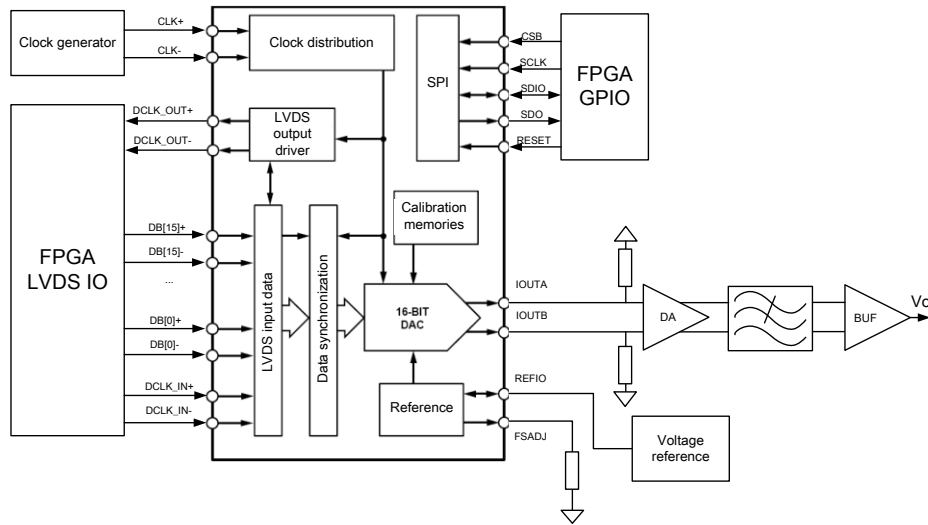 Clock generator
CLK+
CLK-
Clock distribution
SPI
CSB
SCLK
SDIO
SDO
RESET
FPGA
GPIO
DCLK_OUT+
DCLK_OUT-
LVDS
output
driver
FPGA
LVDS IO
DB[15]+
DB[15]-
...
DB[0]+
DB[0]-
DCLK_IN+
DCLK_IN-
LVDS input data
Data synchronization
Calibration
memories
16-BIT
DAC
Reference
IOUTA
IOUTB
REFIO
FSADJ
DA
BUF
Vo
Voltage
reference